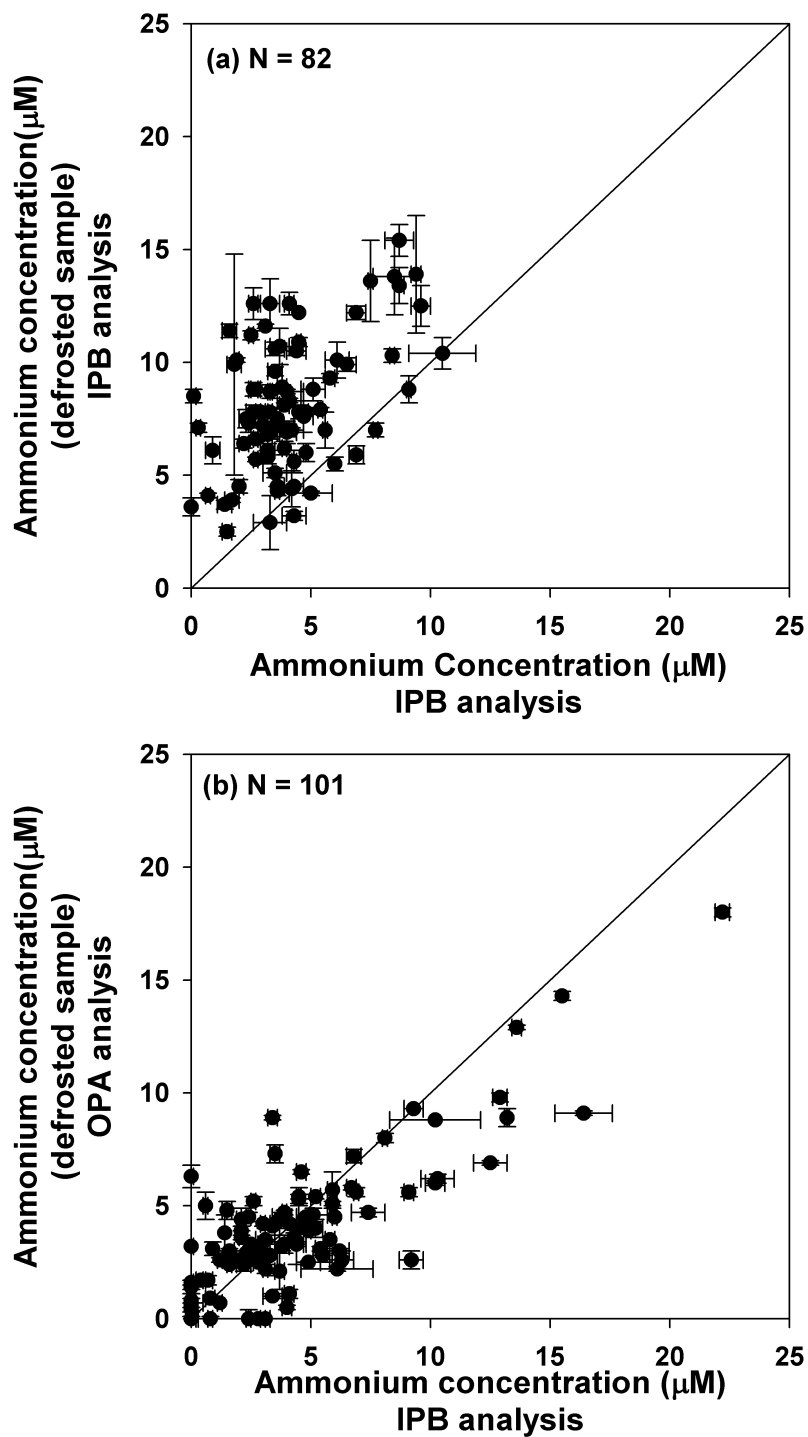 (a) N = 82
Ammonium concentration(μM)
(defrosted sample)
IPB analysis
25
20
15
10
5
0
0 5 10 15 20 25
Ammonium Concentration (μM)
IPB analysis
(b) N = 101
Ammonium concentration(μM)
(defrosted sample)
OPA analysis
25
20
15
10
5
0
0 5 10 15 20 25
Ammonium concentration (μM)
IPB analysis